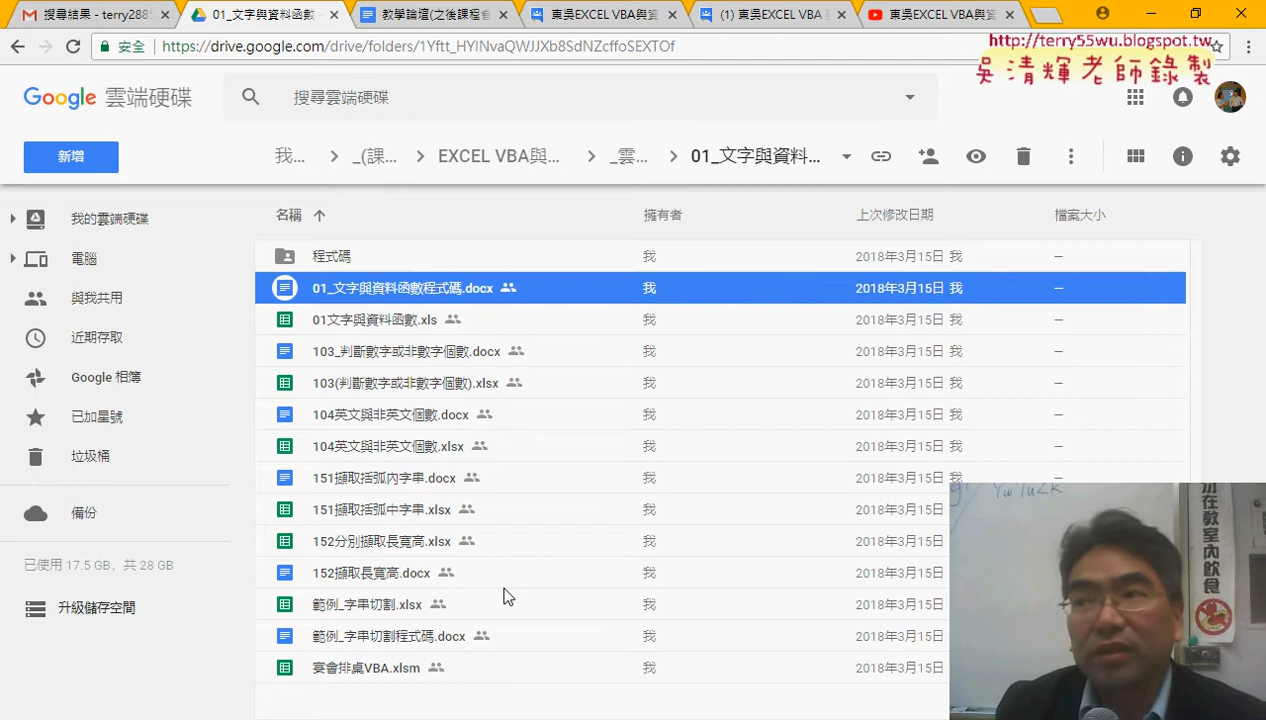 搜尋結果 - terry288
01_文字與資料函數
教學論壇(之後課程會
東吳EXCEL VBA與資
(1) 東吳EXCEL VBA
東吳EXCEL VBA與資
安全
https://drive.google.com/drive/folders/1Yftt_HYlNvaQWJJXb8SdNZcffoSEXTOf
http://terry55wu.blogspot.tw
吳清輝老師錄製
Google 雲端硬碟
搜尋雲端硬碟
新增
我... > _(課... > EXCEL VBA與... > _雲... > 01_文字與資料...
名稱 擁有者 上次修改日期 檔案大小
我的雲端硬碟
電腦
與我共用
近期存取
Google 相簿
已加星號
垃圾桶
備份
已使用 17.5 GB，共 28 GB
升級儲存空間
程式碼 我 2018年3月15日 我 —
01_文字與資料函數程式碼.docx 我 2018年3月15日 我 —
01文字與資料函數.xls 我 2018年3月15日 我 —
103_判斷數字或非數字個數.docx 我 2018年3月15日 我 —
103(判斷數字或非數字個數).xlsx 我 2018年3月15日 我 —
104英文與非英文個數.docx 我 2018年3月15日 我 —
104英文與非英文個數.xlsx 我 2018年3月15日 我 —
151擷取括弧內字串.docx 我 2018年3月15日 我 —
151擷取括弧中字串.xlsx 我 2018年3月15日
152分別擷取長寬高.xlsx 我 2018年3月15日
152擷取長寬高.docx 我 2018年3月15日
範例_字串切割.xlsx 我 2018年3月15日
範例_字串切割程式碼.docx 我 2018年3月15日
宴會排桌VBA.xlsm 我 2018年3月15日
在教室內飲食